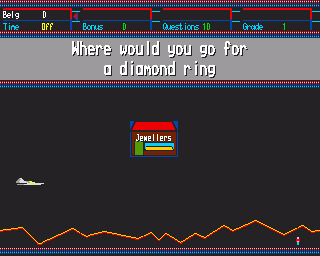 Belg 0
Time Off Bonus 0 Questions 10 Grade 1
Where would you go for
a diamond ring
Jewellers